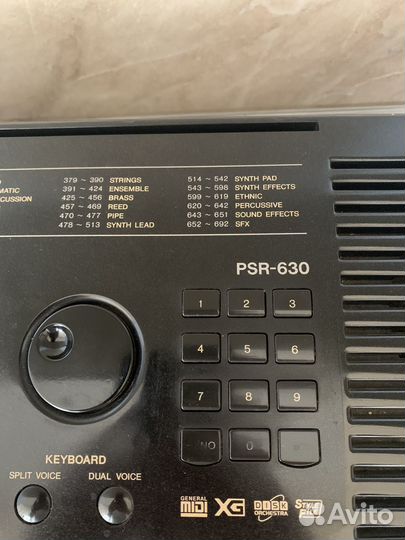 379 ~ 390 STRINGS
391 ~ 424 ENSEMBLE
425 ~ 456 BRASS
457 ~ 469 REED
470 ~ 477 PIPE
478 ~ 513 SYNTH LEAD
514 ~ 542 SYNTH PAD
543 ~ 598 SYNTH EFFECTS
599 ~ 619 ETHNIC
620 ~ 642 PERCUSSIVE
643 ~ 651 SOUND EFFECTS
652 ~ 692 SFX
PSR-630
1 2 3
4 5 6
7 8 9
NO 0
KEYBOARD
SPLIT VOICE DUAL VOICE
GENERAL MIDI XG DISK ORCHESTRA
Avito